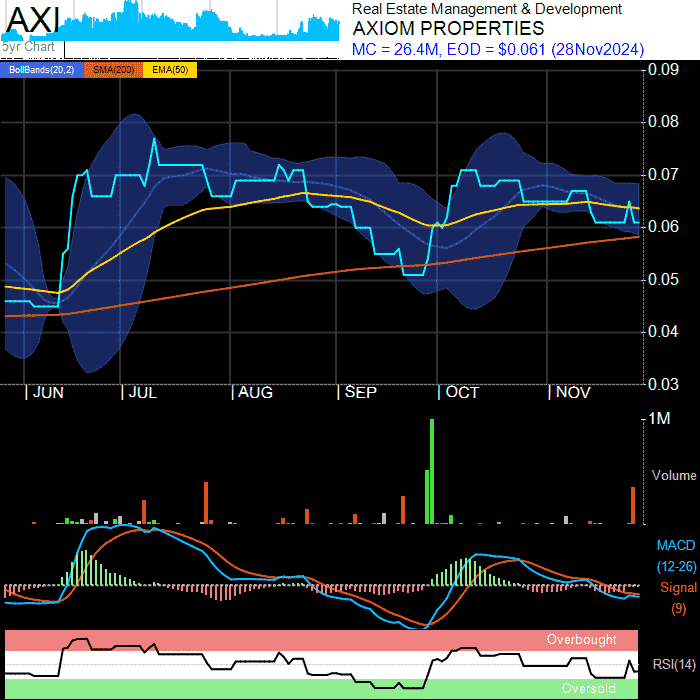 AXI
5yr Chart
Real Estate Management & Development
AXIOM PROPERTIES
MC = 26.4M, EOD = $0.061 (28Nov2024)
BollBands(20,2) SMA(200) EMA(50)
0.09
0.08
0.07
0.06
0.05
0.04
0.03
JUN JUL AUG SEP OCT NOV
1M
Volume
MACD
(12-26)
Signal
(9)
Overbought
RSI(14)
Oversold